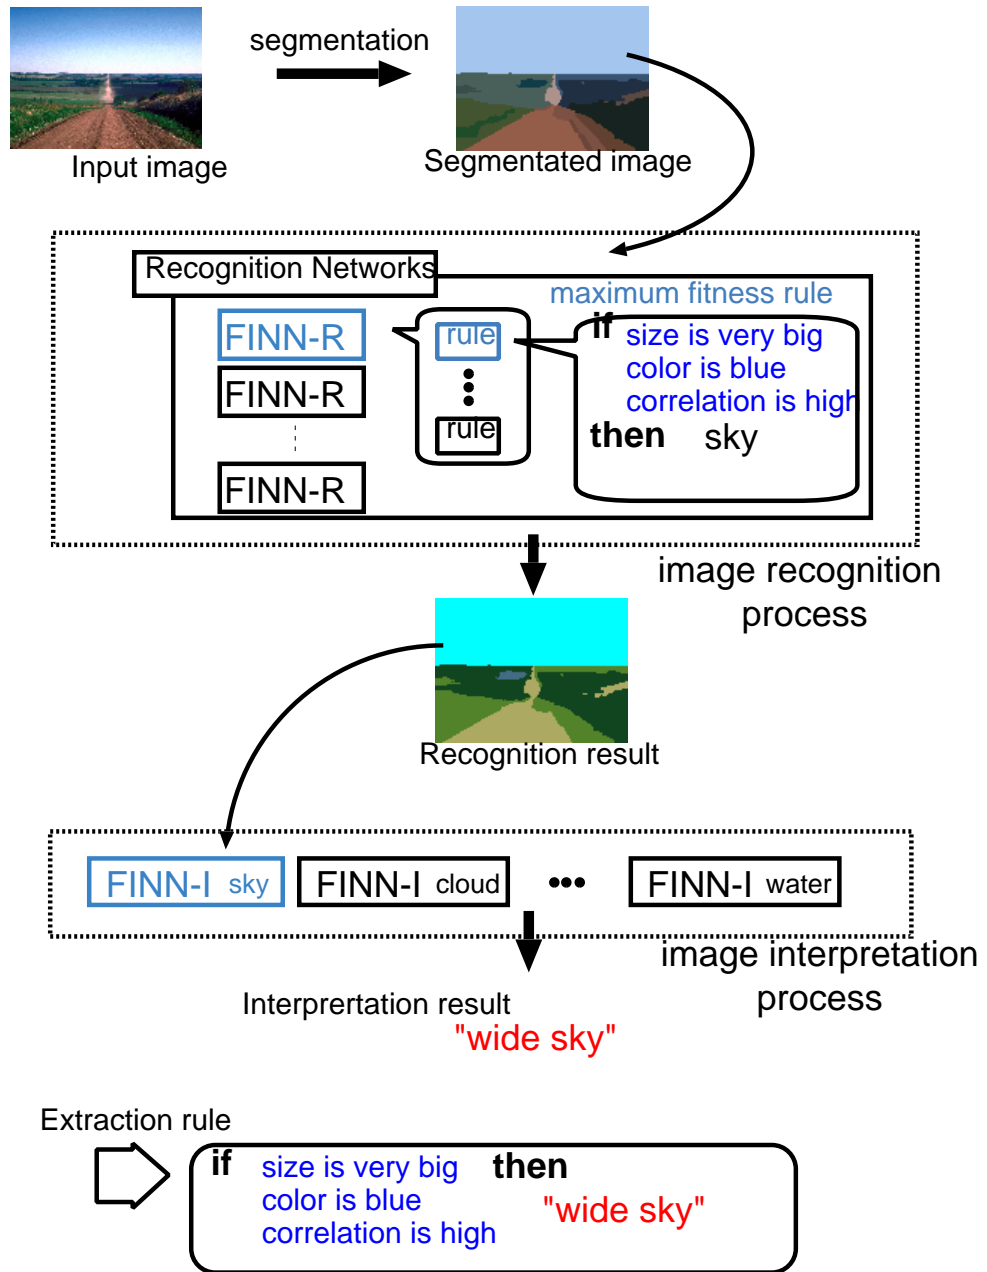 segmentation
Input image
Segmentated image
Recognition Networks
maximum fitness rule
FINN-R
FINN-R
FINN-R
rule
rule
if
size is very big
color is blue
correlation is high
then sky
image recognition
process
Recognition result
FINN-I sky
FINN-I cloud
FINN-I water
image interpretation
process
Interprertation result
"wide sky"
Extraction rule
if size is very big then
color is blue
"wide sky"
correlation is high